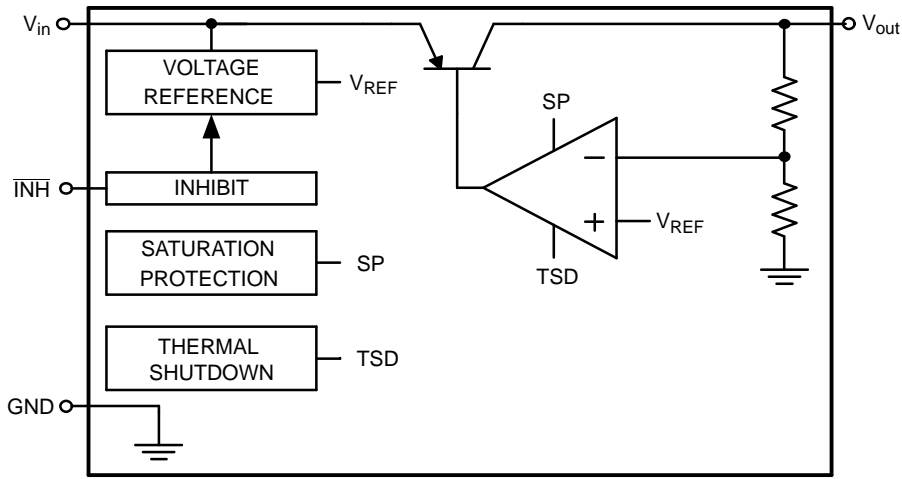 Vin
Vout
VOLTAGE
REFERENCE
VREF
SP
−
+
VREF
TSD
INH
INHIBIT
SATURATION
PROTECTION
SP
THERMAL
SHUTDOWN
TSD
GND